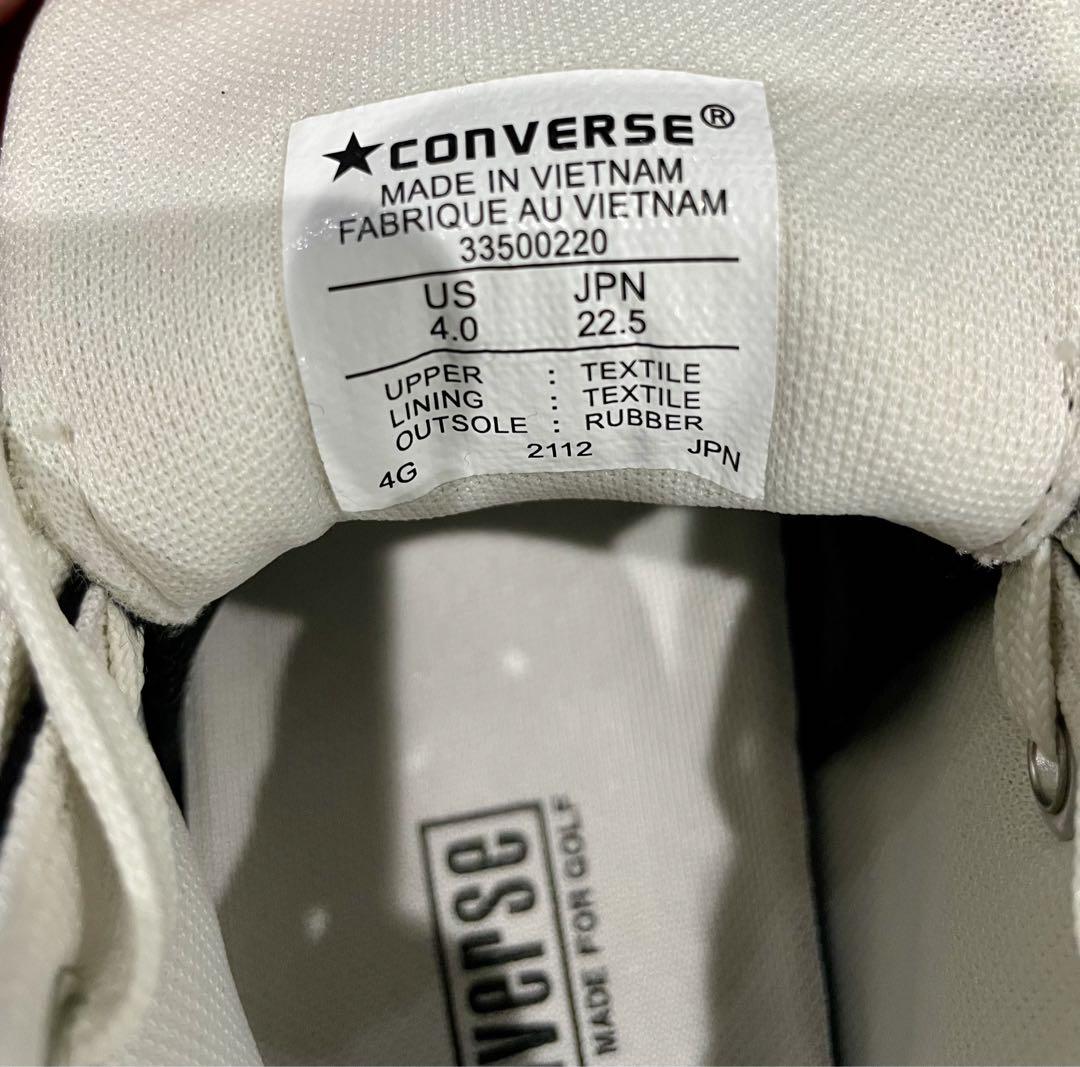 ★CONVERSE®
MADE IN VIETNAM
FABRIQUE AU VIETNAM
33500220
US JPN
4.0 22.5
UPPER : TEXTILE
LINING : TEXTILE
OUTSOLE : RUBBER
4G 2112 JPN
verse
MADE FOR GOLF